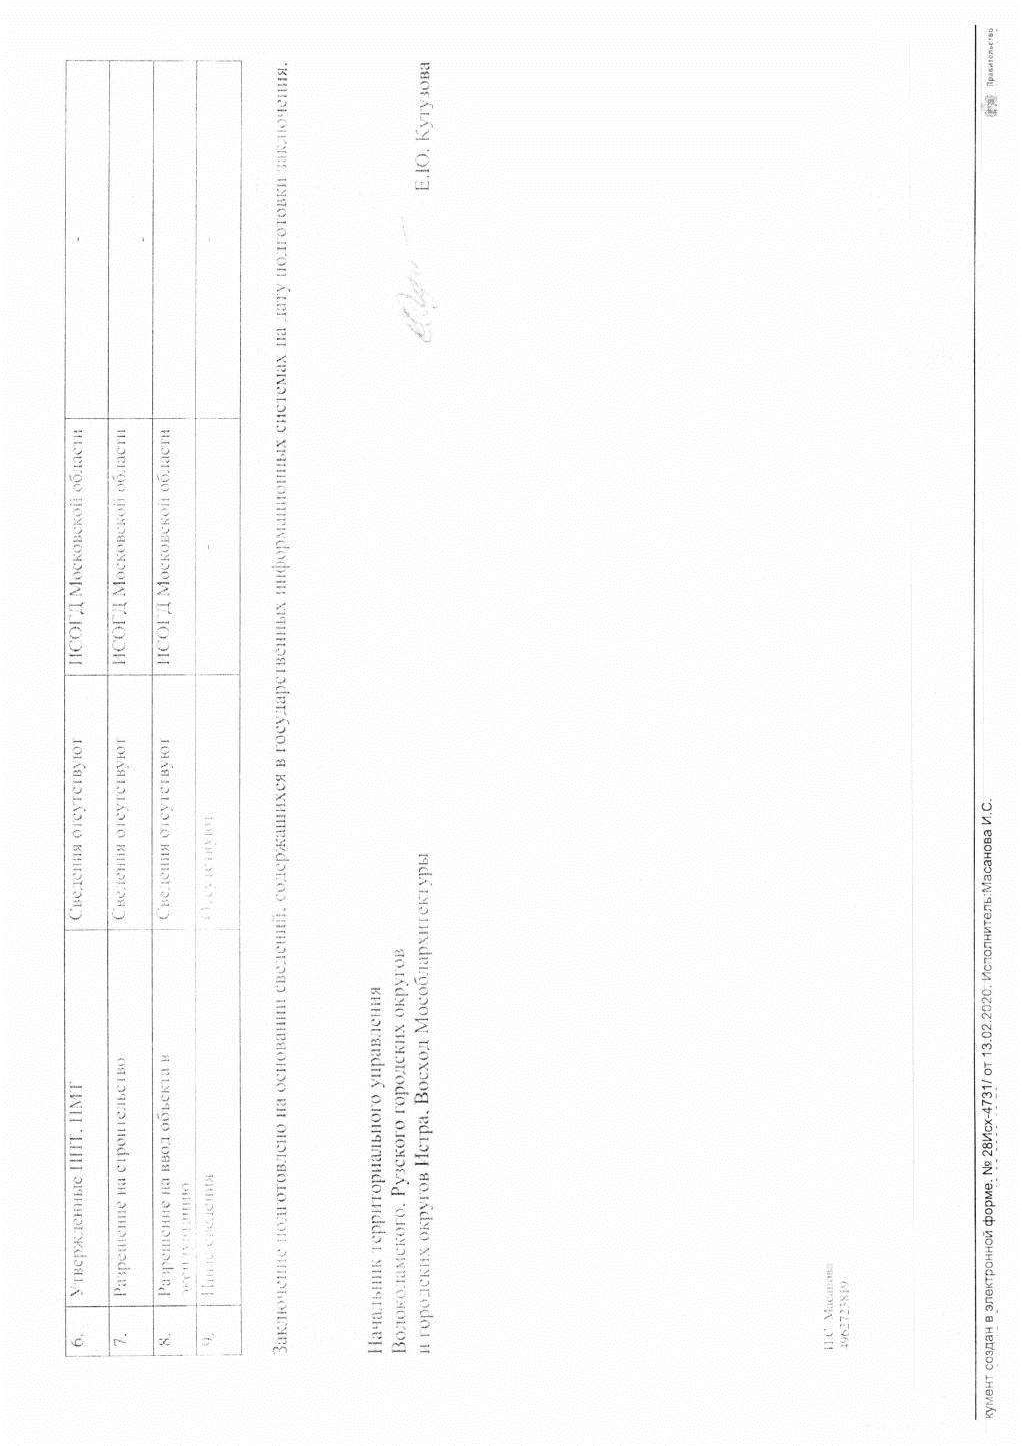 6. Утвержденные ППТ, ПМТ Сведения отсутствуют ИСОГД Московской области -
7. Разрешение на строительство Сведения отсутствуют ИСОГД Московской области -
8. Разрешение на ввод объекта в Сведения отсутствуют ИСОГД Московской области
эксплуатацию
9. - -
Заключение подготовлено на основании сведений, содержащихся в государственных информационных системах на дату подготовки заключения.
Начальник территориального управления
Волоколамского, Рузского городских округов
и городских округов Истра, Восход Мособлархитектуры Е.Ю. Кутузова
И.С. Масанова
кумент создан в электронной форме. № 28Исх-4731/ от 13.02.2020. Исполнитель:Масанова И.С.
Правительство